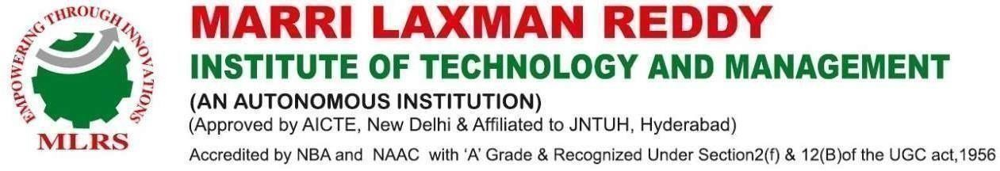 EMPOWERING THROUGH INNOVATIONS
MLRS
MARRI LAXMAN REDDY
INSTITUTE OF TECHNOLOGY AND MANAGEMENT
(AN AUTONOMOUS INSTITUTION)
(Approved by AICTE, New Delhi & Affiliated to JNTUH, Hyderabad)
Accredited by NBA and NAAC with ‘A’ Grade & Recognized Under Section2(f) & 12(B)of the UGC act,1956